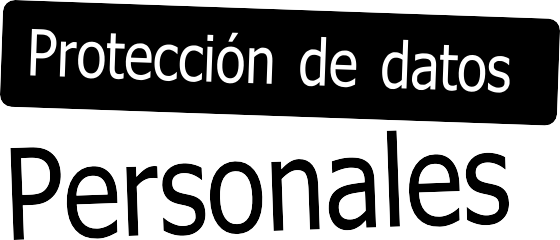 Protección de datos
Personales